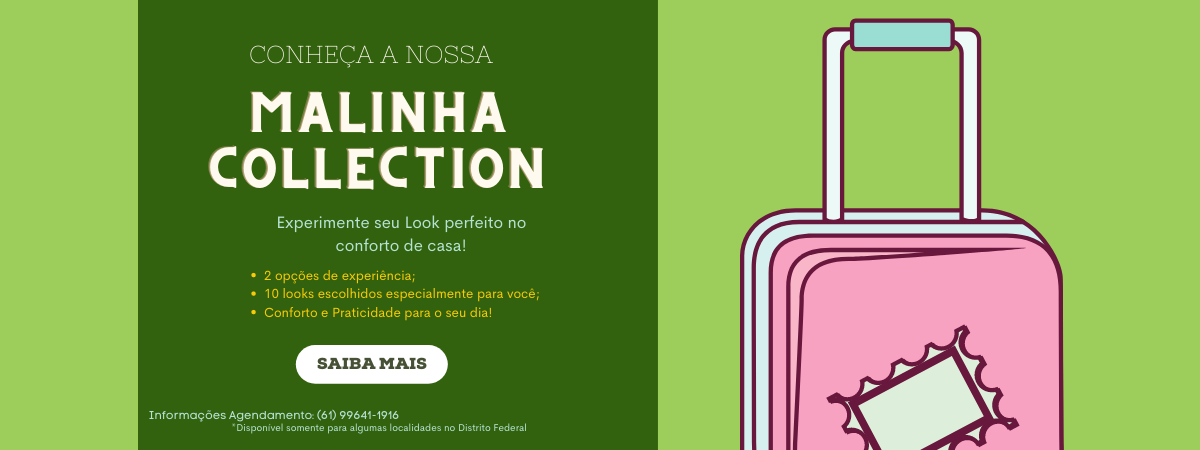 CONHEÇA A NOSSA
MALINHA
COLLECTION
Experimente seu Look perfeito no
conforto de casa!
• 2 opções de experiência;
• 10 looks escolhidos especialmente para você;
• Conforto e Praticidade para o seu dia!
SAIBA MAIS
Informações Agendamento: (61) 99641-1916
*Disponível somente para algumas localidades no Distrito Federal